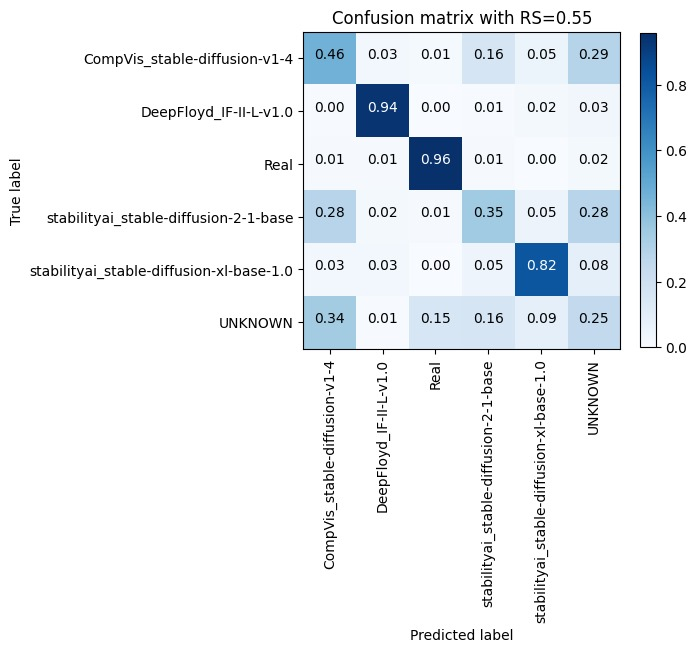 Confusion matrix with RS=0.55
CompVis_stable-diffusion-v1-4 0.46 0.03 0.01 0.16 0.05 0.29
DeepFloyd_IF-II-L-v1.0 0.00 0.94 0.00 0.01 0.02 0.03
Real 0.01 0.01 0.96 0.01 0.00 0.02
stabilityai_stable-diffusion-2-1-base 0.28 0.02 0.01 0.35 0.05 0.28
stabilityai_stable-diffusion-xl-base-1.0 0.03 0.03 0.00 0.05 0.82 0.08
UNKNOWN 0.34 0.01 0.15 0.16 0.09 0.25
True label
0.8
0.6
0.4
0.2
0.0
CompVis_stable-diffusion-v1-4
DeepFloyd_IF-II-L-v1.0
Real
stabilityai_stable-diffusion-2-1-base
stabilityai_stable-diffusion-xl-base-1.0
UNKNOWN
Predicted label